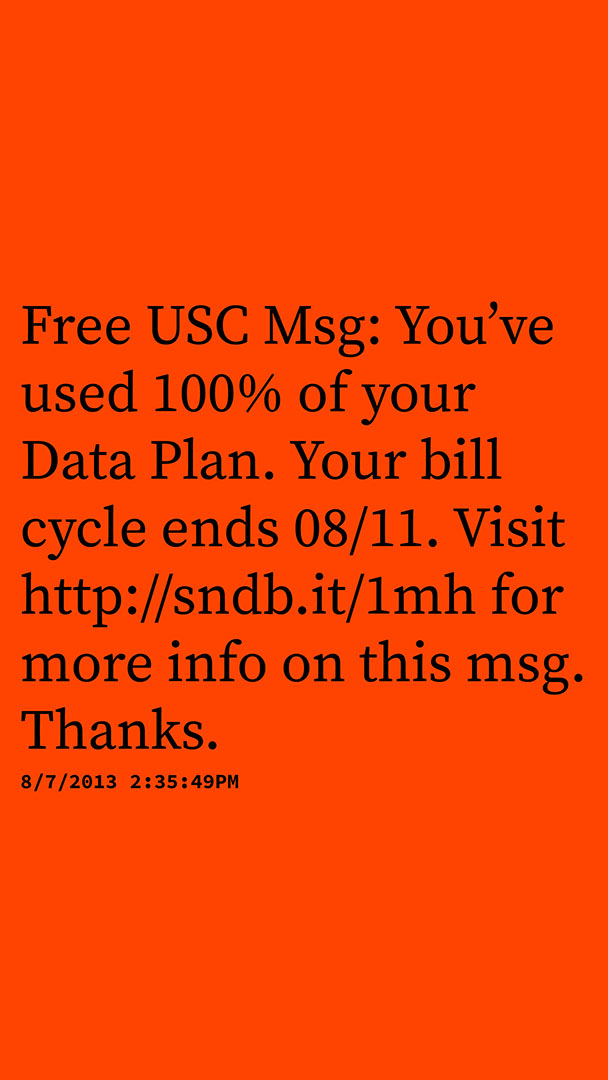 Free USC Msg: You’ve
used 100% of your
Data Plan. Your bill
cycle ends 08/11. Visit
http://sndb.it/1mh for
more info on this msg.
Thanks.
8/7/2013 2:35:49PM